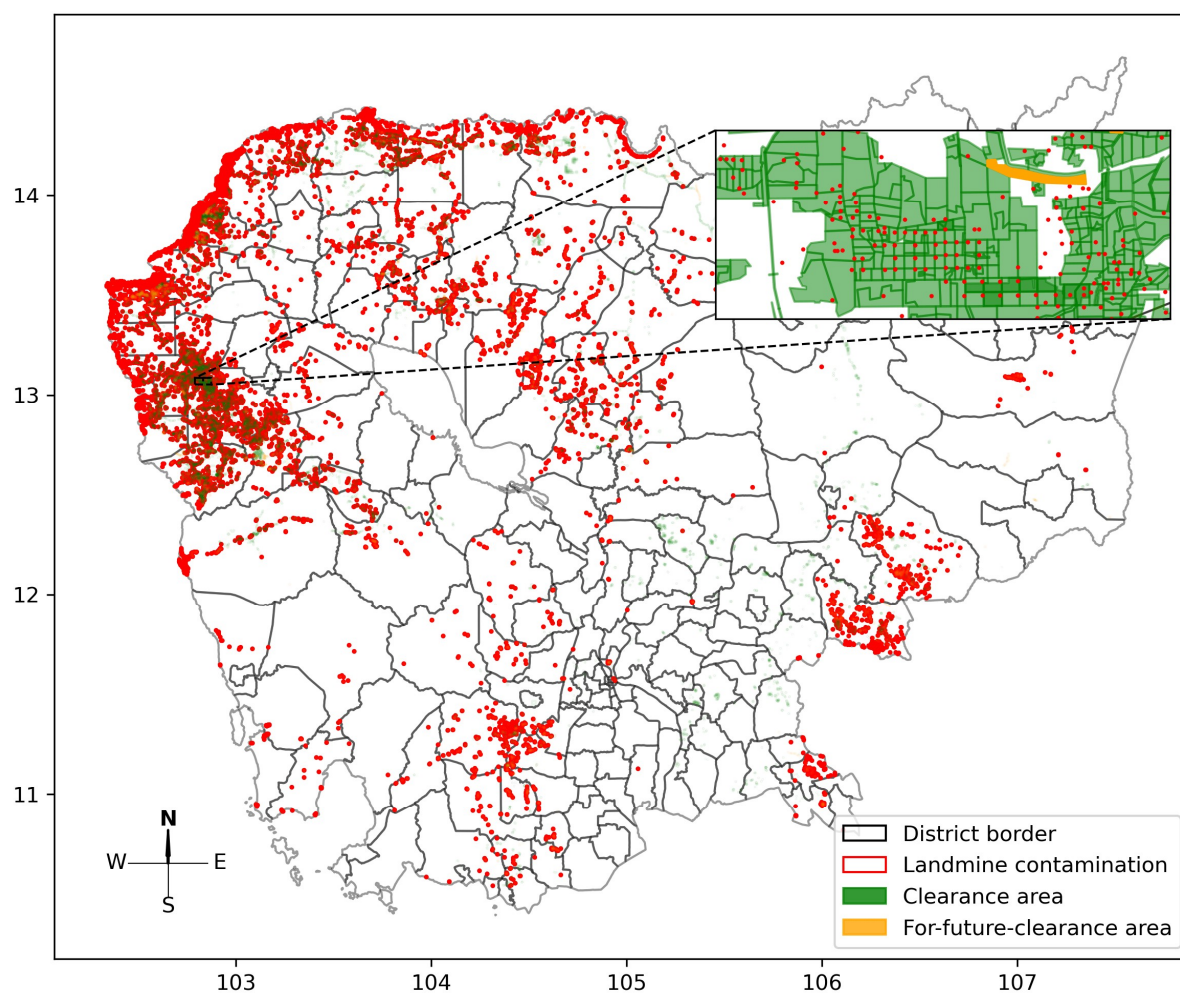 14
13
12
11
N
W E
S
District border
Landmine contamination
Clearance area
For-future-clearance area
103 104 105 106 107